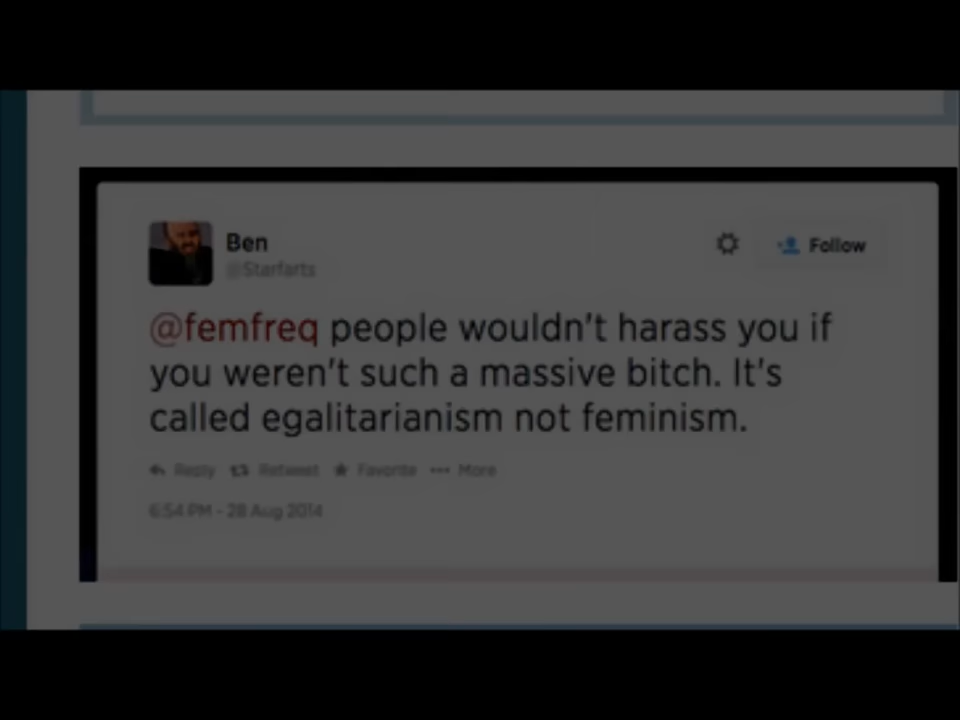 Ben
@Starfarts
Follow
@femfreq people wouldn't harass you if
you weren't such a massive bitch. It's
called egalitarianism not feminism.
Reply Retweet Favorite More
6:54 PM - 28 Aug 2014